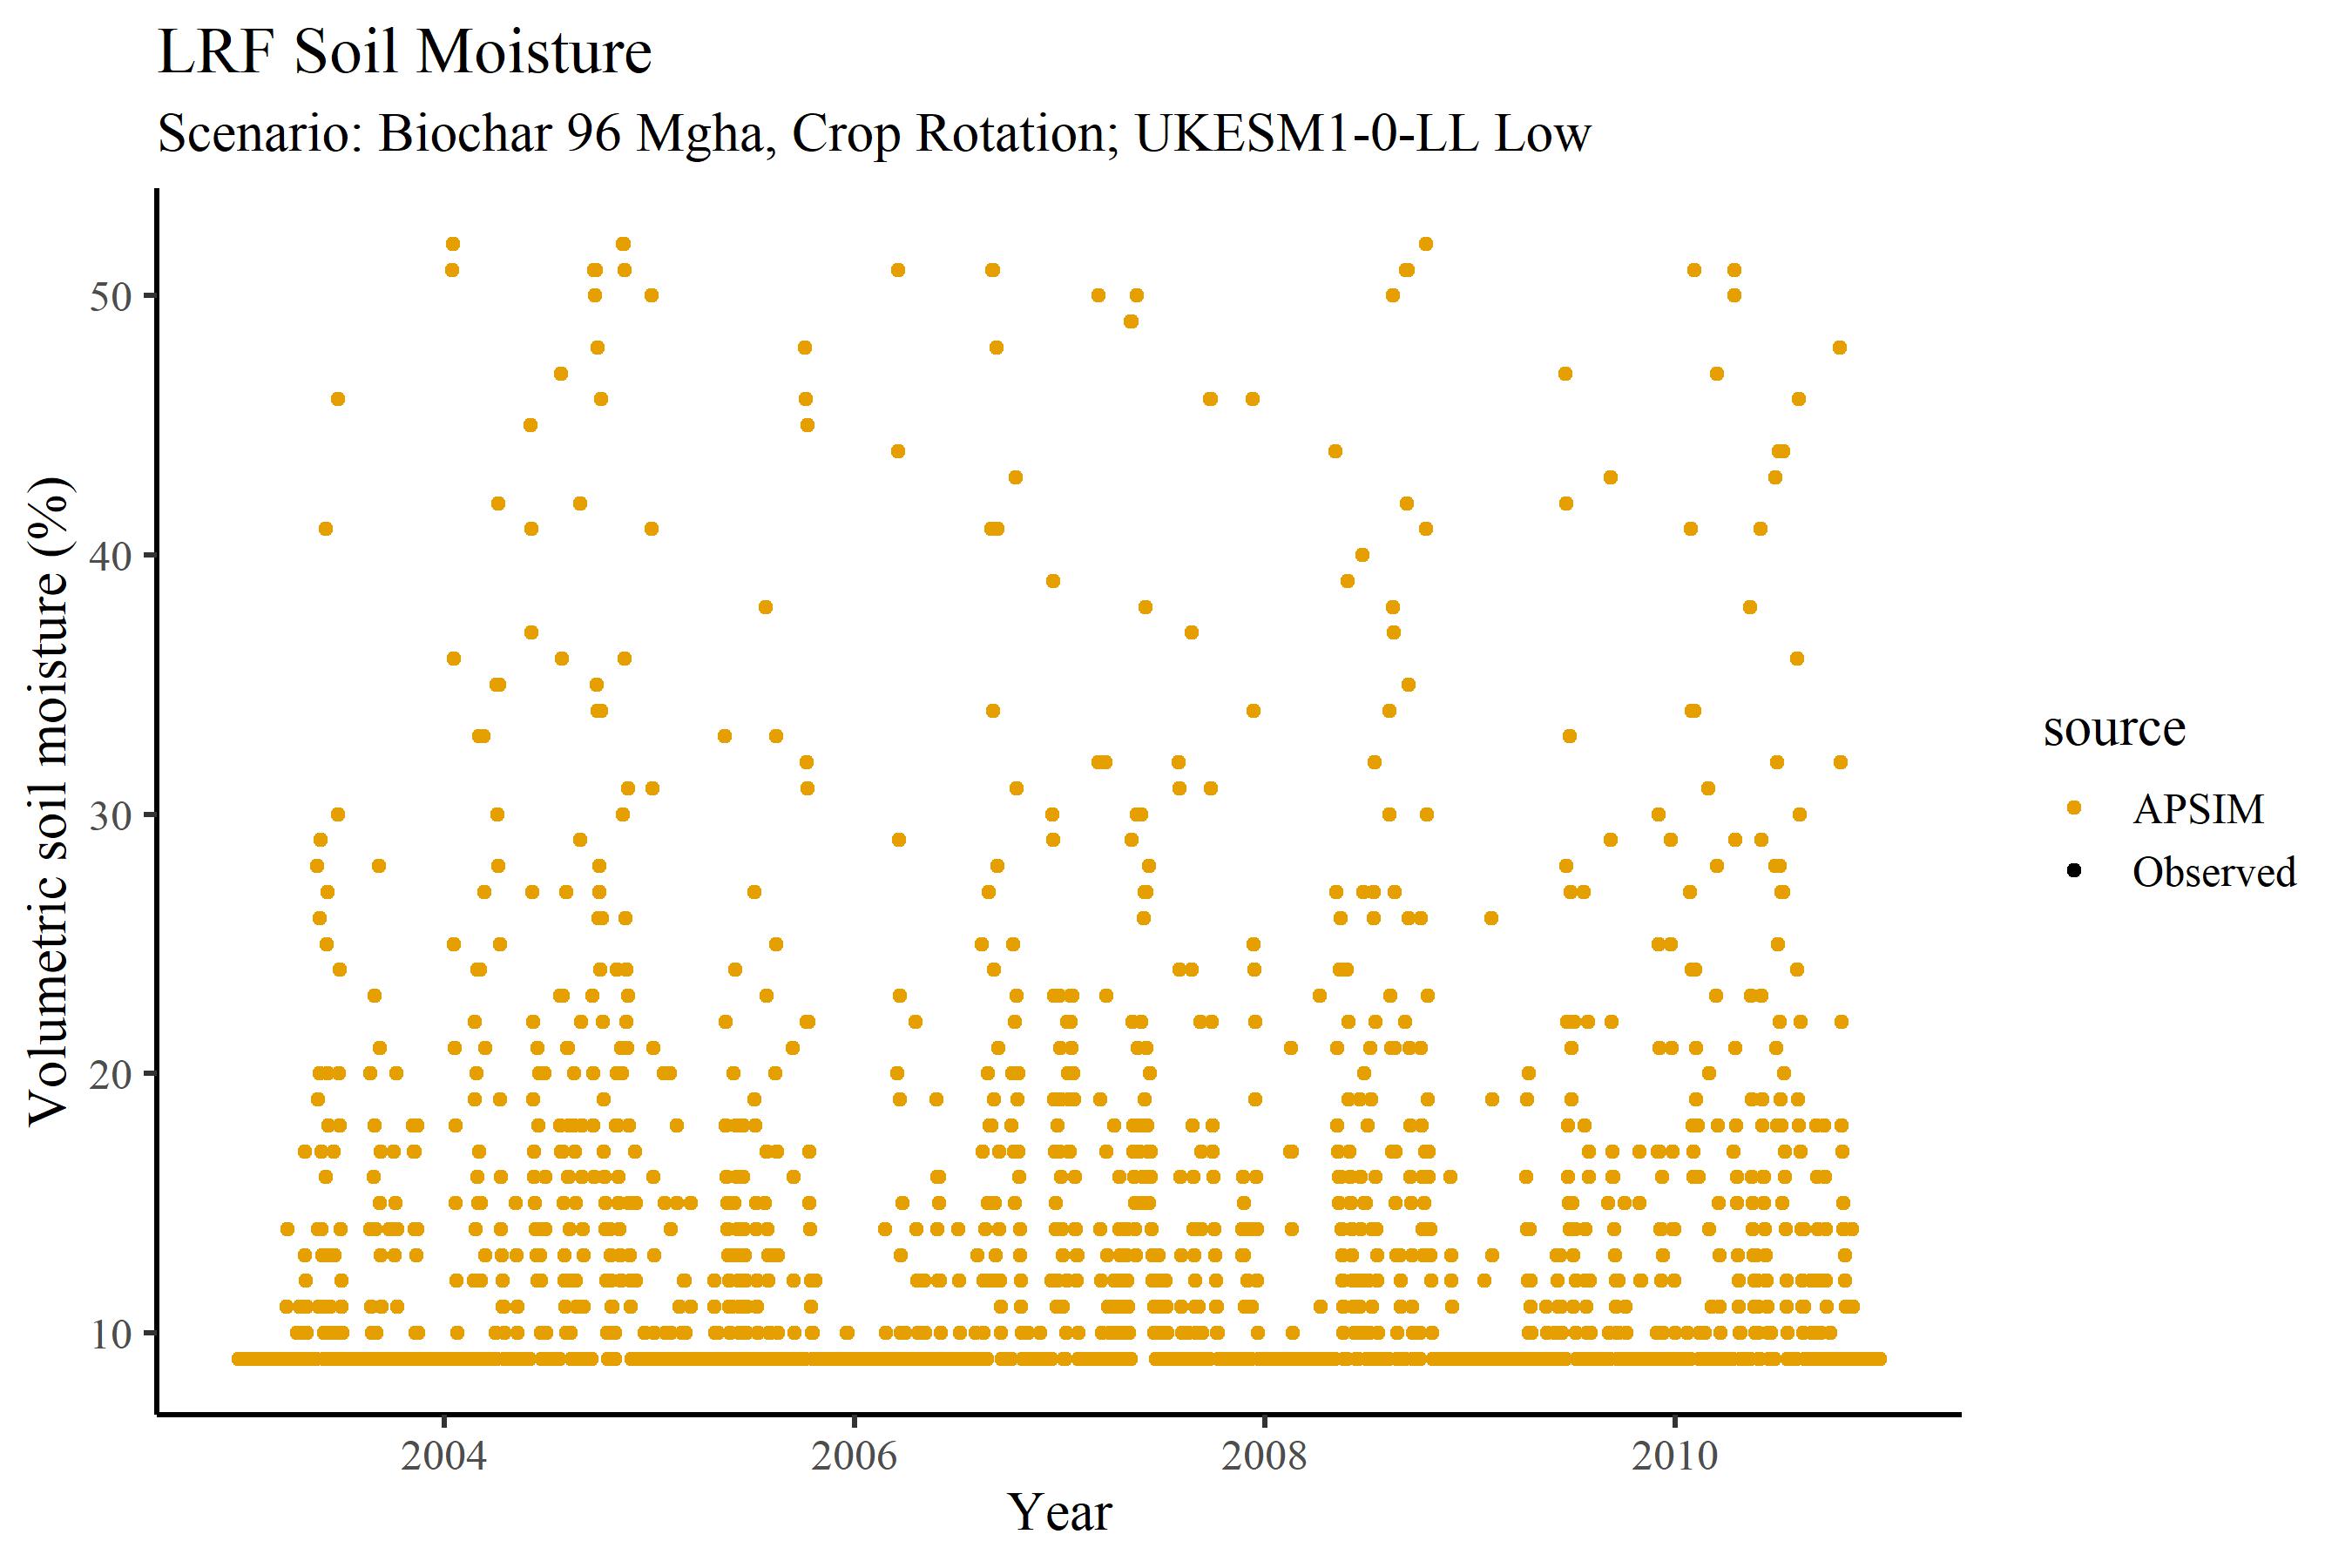 LRF Soil Moisture
Scenario: Biochar 96 Mgha, Crop Rotation; UKESM1-0-LL Low
Volumetric soil moisture (%)
50
40
30
20
10
2004 2006 2008 2010
Year
source
APSIM
Observed